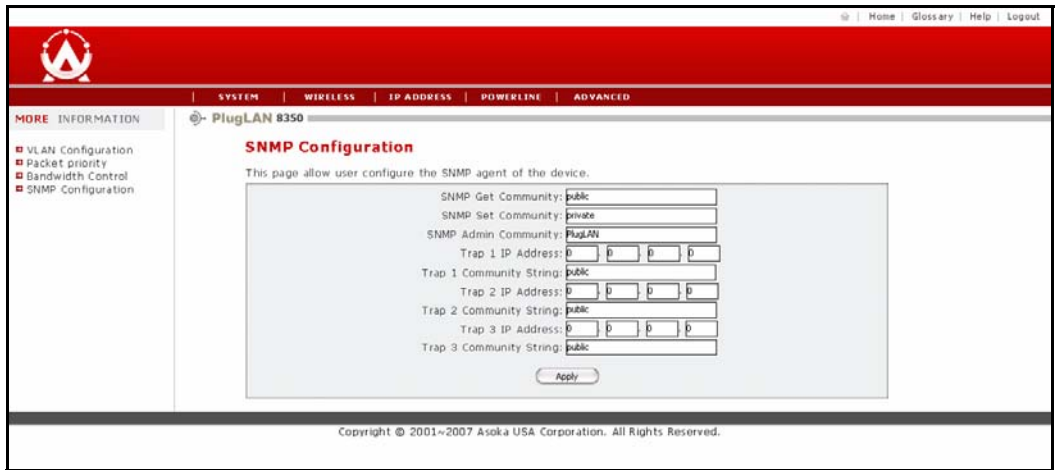 | Home | Glossary | Help | Logout
| SYSTEM | WIRELESS | IP ADDRESS | POWERLINE | ADVANCED
MORE INFORMATION
PlugLAN 8350
VLAN Configuration
Packet priority
Bandwidth Control
SNMP Configuration
SNMP Configuration
This page allow user configure the SNMP agent of the device.
SNMP Get Community: public
SNMP Set Community: private
SNMP Admin Community: PlugLAN
Trap 1 IP Address: 0 . 0 . 0 . 0
Trap 1 Community String: public
Trap 2 IP Address: 0 . 0 . 0 . 0
Trap 2 Community String: public
Trap 3 IP Address: 0 . 0 . 0 . 0
Trap 3 Community String: public
Apply
Copyright © 2001~2007 Asoka USA Corporation. All Rights Reserved.